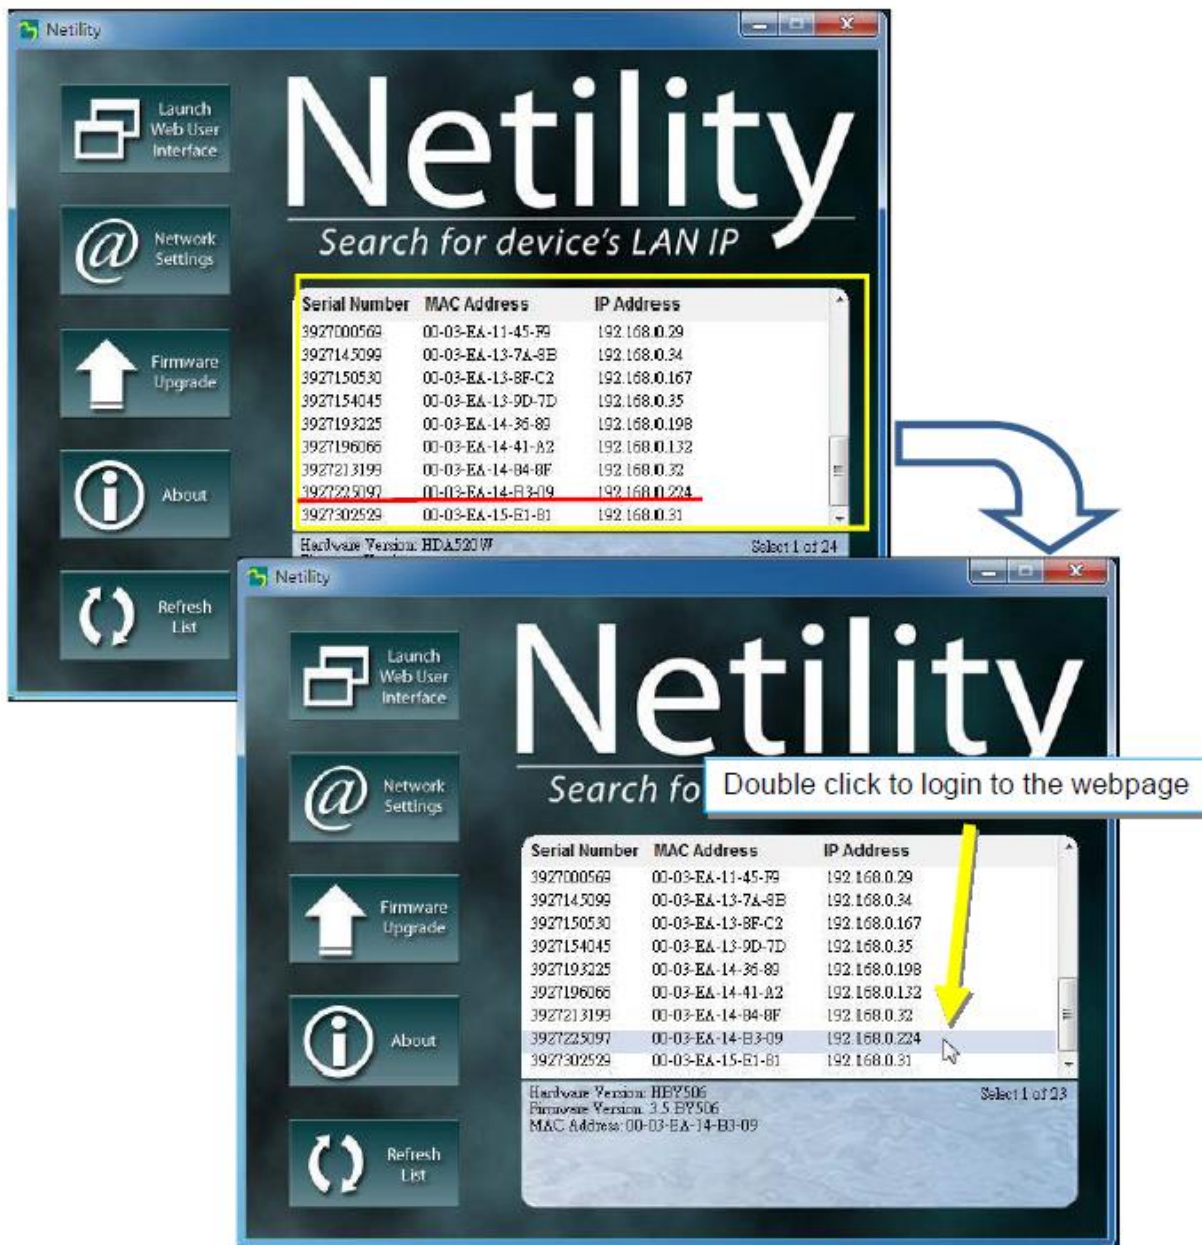 Netility
Launch
Web User
Interface
Network
Settings
Firmware
Upgrade
About
Refresh
List
Netility
Search for device's LAN IP
Serial Number MAC Address IP Address
3927000569 00-03-EA-11-45-F9 192.168.0.29
3927145099 00-03-EA-13-7A-8B 192.168.0.34
3927150530 00-03-EA-13-8F-C2 192.168.0.167
3927154045 00-03-EA-13-9D-7D 192.168.0.35
3927193225 00-03-EA-14-36-89 192.168.0.198
3927196066 00-03-EA-14-41-A2 192.168.0.132
3927213199 00-03-EA-14-84-8F 192.168.0.32
3927225097 00-03-EA-14-B3-09 192.168.0.224
3927302529 00-03-EA-15-E1-81 192.168.0.31
Hardware Version: HDA520W Select 1 of 24
Netility
Launch
Web User
Interface
Network
Settings
Firmware
Upgrade
About
Refresh
List
Netility
Search fo
Double click to login to the webpage
Serial Number MAC Address IP Address
3927000569 00-03-EA-11-45-F9 192.168.0.29
3927145099 00-03-EA-13-7A-8B 192.168.0.34
3927150530 00-03-EA-13-8F-C2 192.168.0.167
3927154045 00-03-EA-13-9D-7D 192.168.0.35
3927193225 00-03-EA-14-36-89 192.168.0.198
3927196066 00-03-EA-14-41-A2 192.168.0.132
3927213199 00-03-EA-14-84-8F 192.168.0.32
3927225097 00-03-EA-14-B3-09 192.168.0.224
3927302529 00-03-EA-15-E1-81 192.168.0.31
Hardware Version: HBY506 Select 1 of 23
Firmware Version: 3.5.BY506
MAC Address: 00-03-EA-14-B3-09